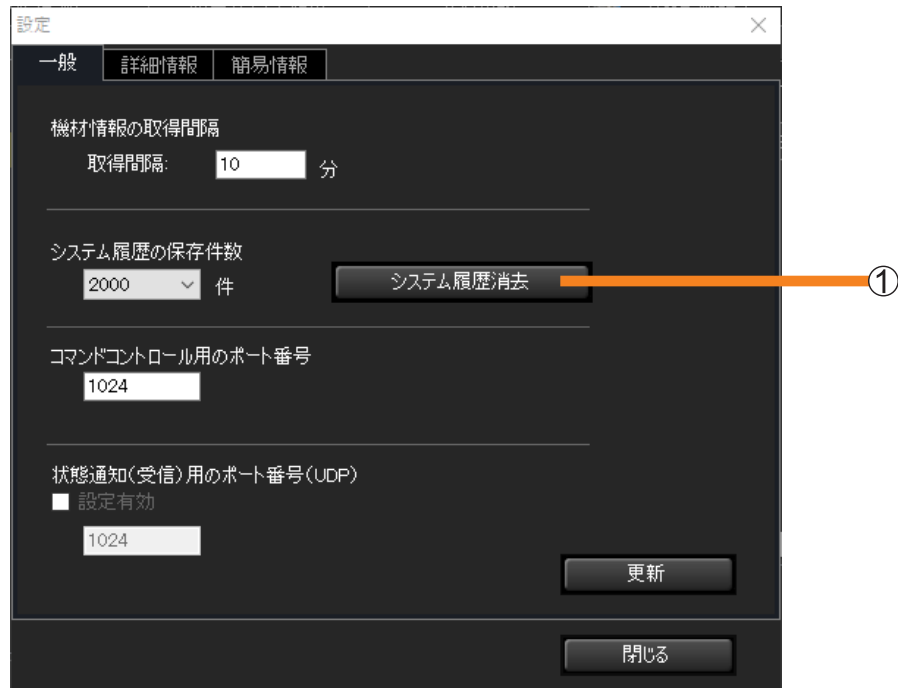 設定
一般 詳細情報 簡易情報
機材情報の取得間隔
取得間隔: 10 分
システム履歴の保存件数
2000 件 システム履歴消去 ①
コマンドコントロール用のポート番号
1024
状態通知(受信)用のポート番号(UDP)
設定有効
1024
更新
閉じる